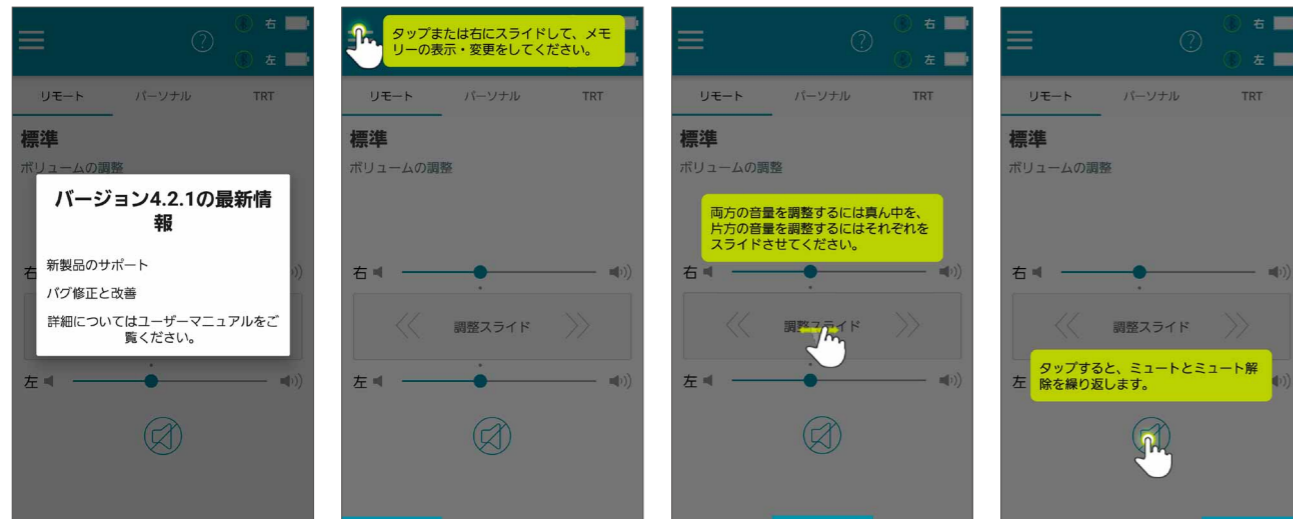 右
左
リモート パーソナル TRT
標準
ボリュームの調整
バージョン4.2.1の最新情
報
新製品のサポート
バグ修正と改善
詳細についてはユーザーマニュアルをご
覧ください。
右
左
タップまたは右にスライドして、メモ
リーの表示・変更をしてください。
リモート パーソナル TRT
標準
ボリュームの調整
右
調整スライド
左
右
左
リモート パーソナル TRT
標準
ボリュームの調整
両方の音量を調整するには真ん中を、
片方の音量を調整するにはそれぞれを
スライドさせてください。
右
調整スライド
左
右
左
リモート パーソナル TRT
標準
ボリュームの調整
右
調整スライド
タップすると、ミュートとミュート解
除を繰り返します。
左